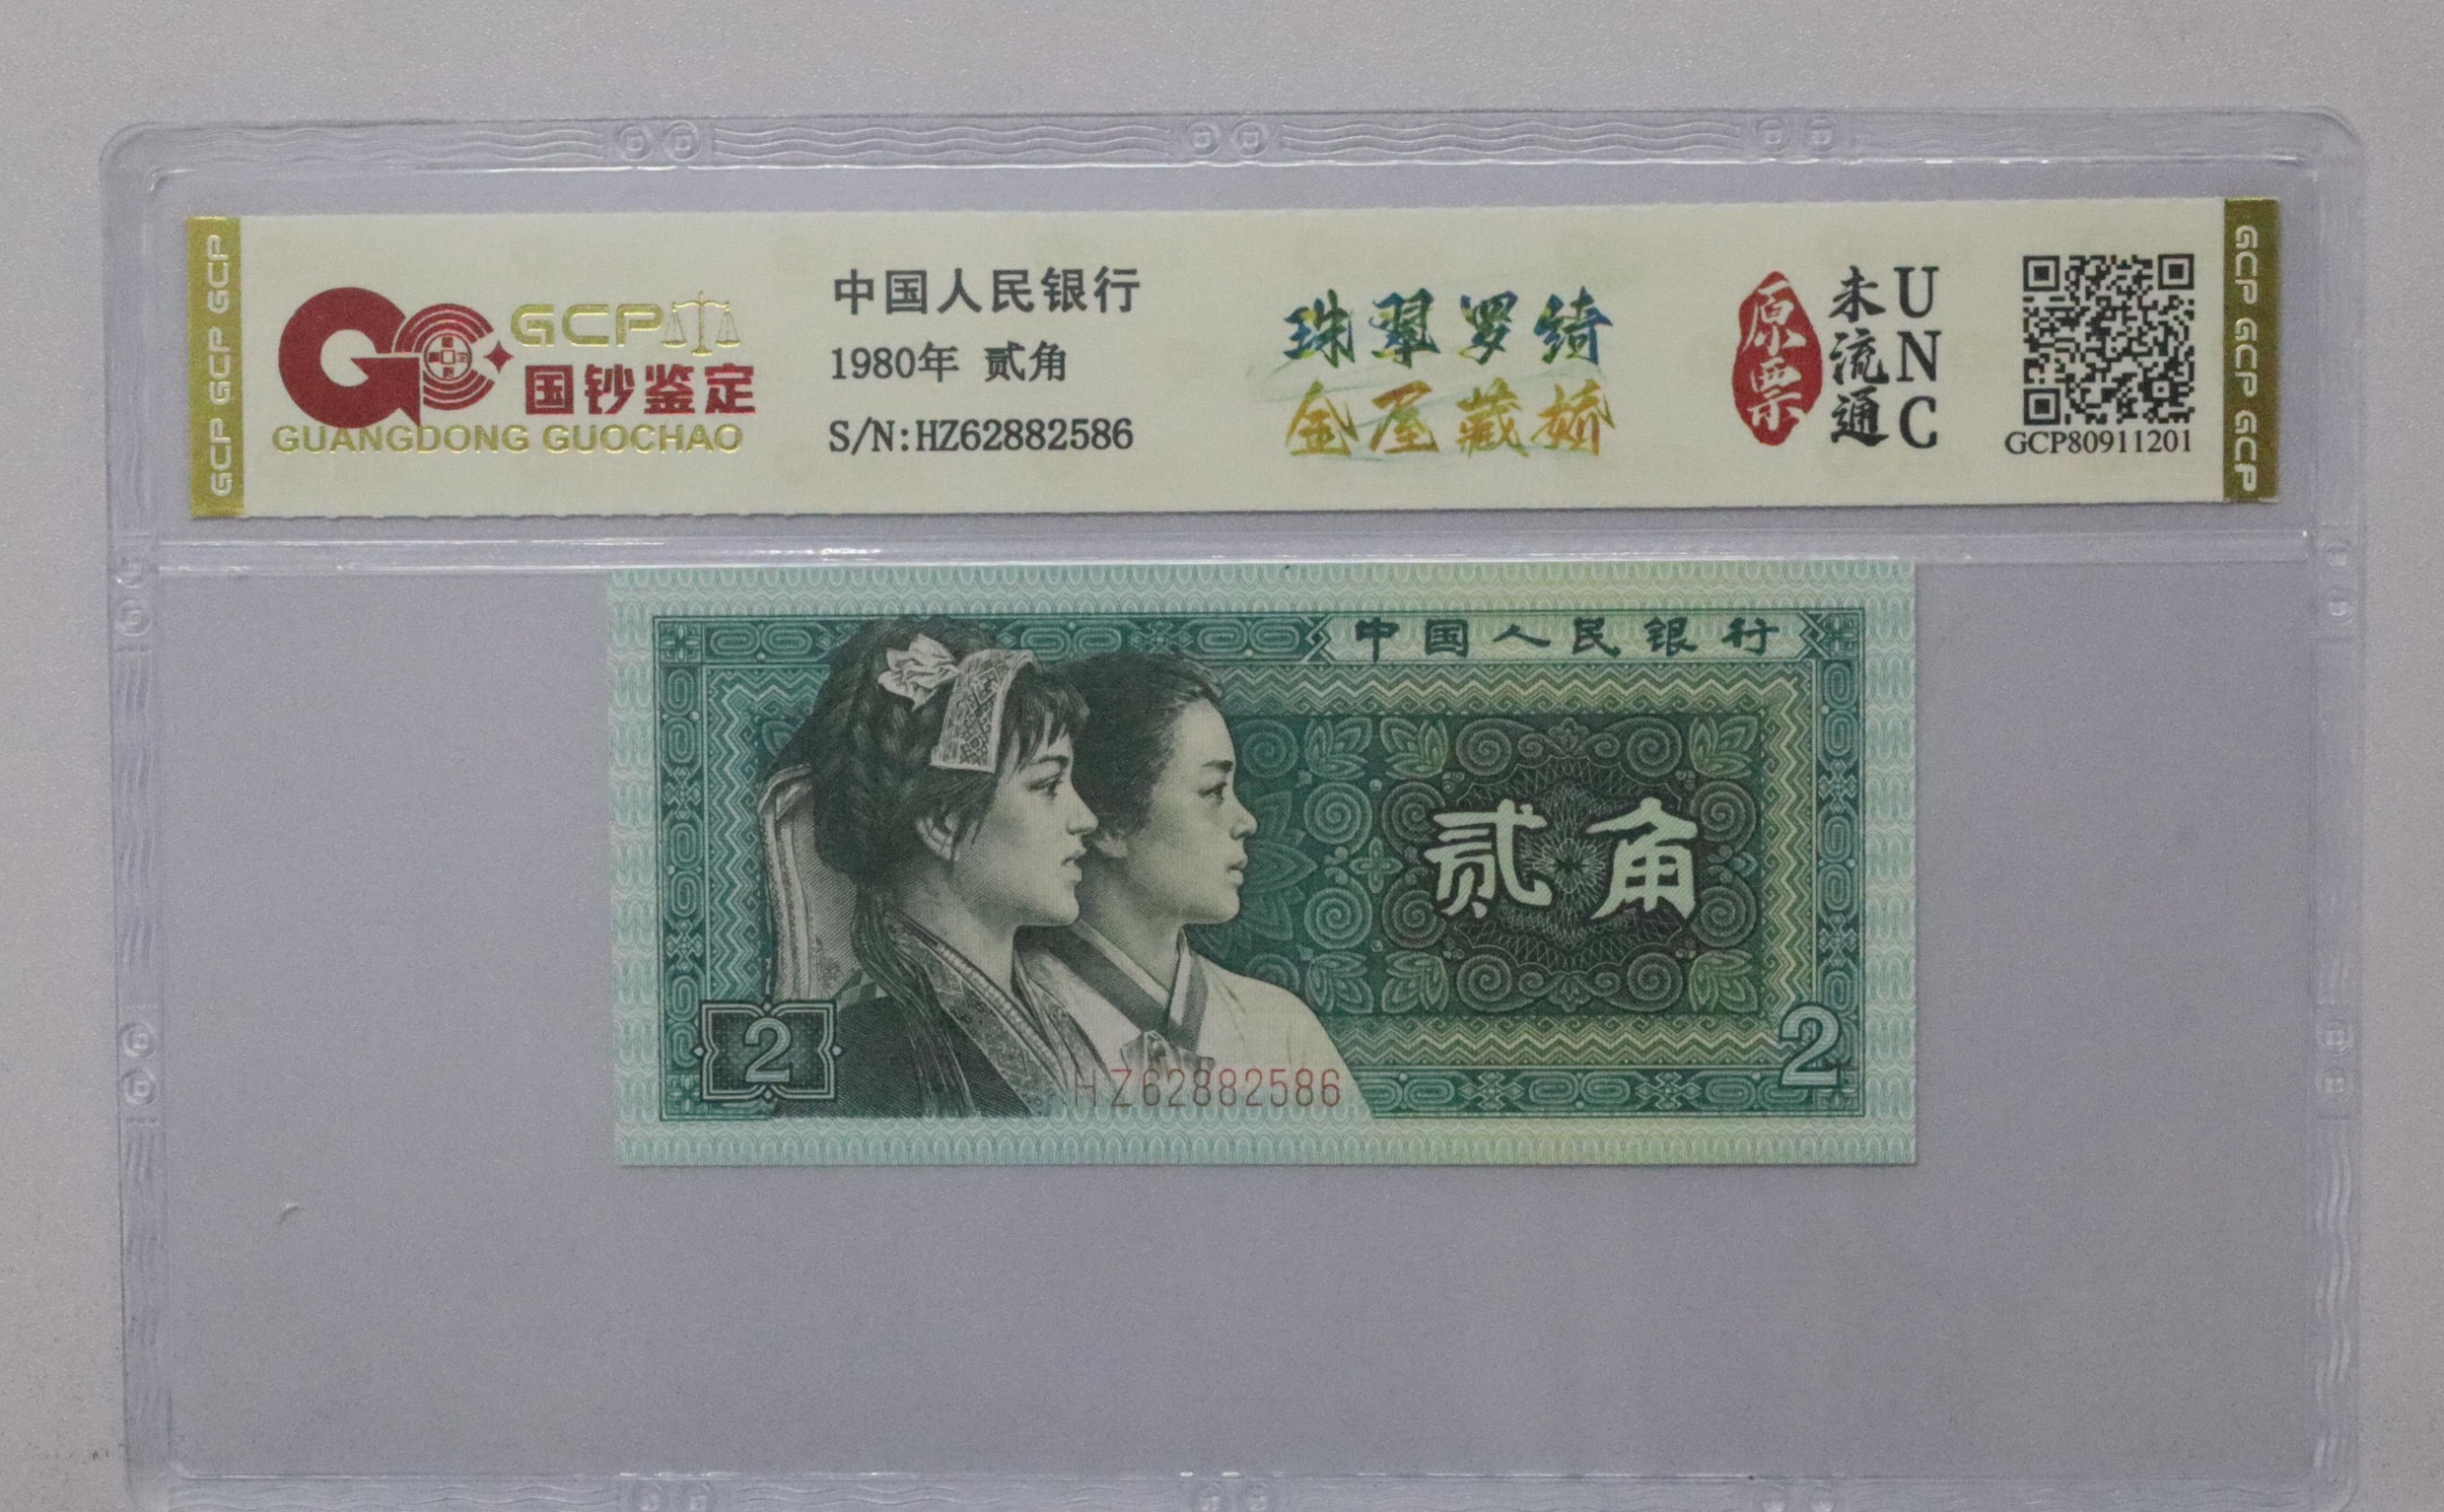 GCP GCP GCP
GCP
国钞鉴定
GUANGDONG GUOCHAO
中国人民银行
1980年 贰角
S/N:HZ62882586
珠翠罗绮
金屋藏娇
原票
未流通
UNC
GCP80911201
GCP GCP GCP
中国人民银行
贰角
2
2
HZ62882586